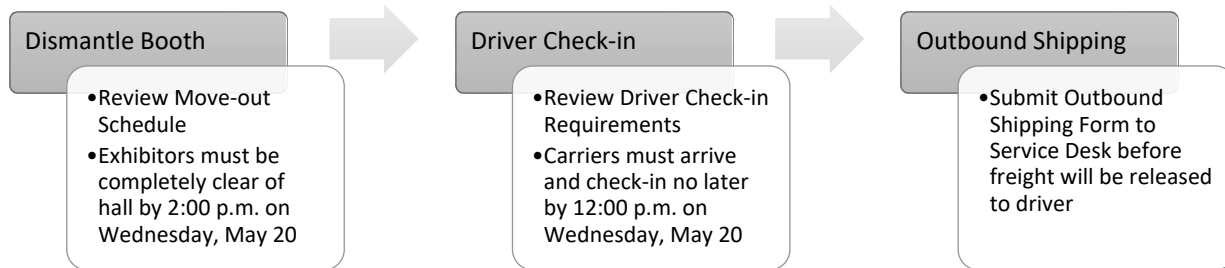 Dismantle Booth
•Review Move-out
Schedule
•Exhibitors must be
completely clear of
hall by 2:00 p.m. on
Wednesday, May 20
Driver Check-in
•Review Driver Check-in
Requirements
•Carriers must arrive
and check-in no later
by 12:00 p.m. on
Wednesday, May 20
Outbound Shipping
•Submit Outbound
Shipping Form to
Service Desk before
freight will be released
to driver